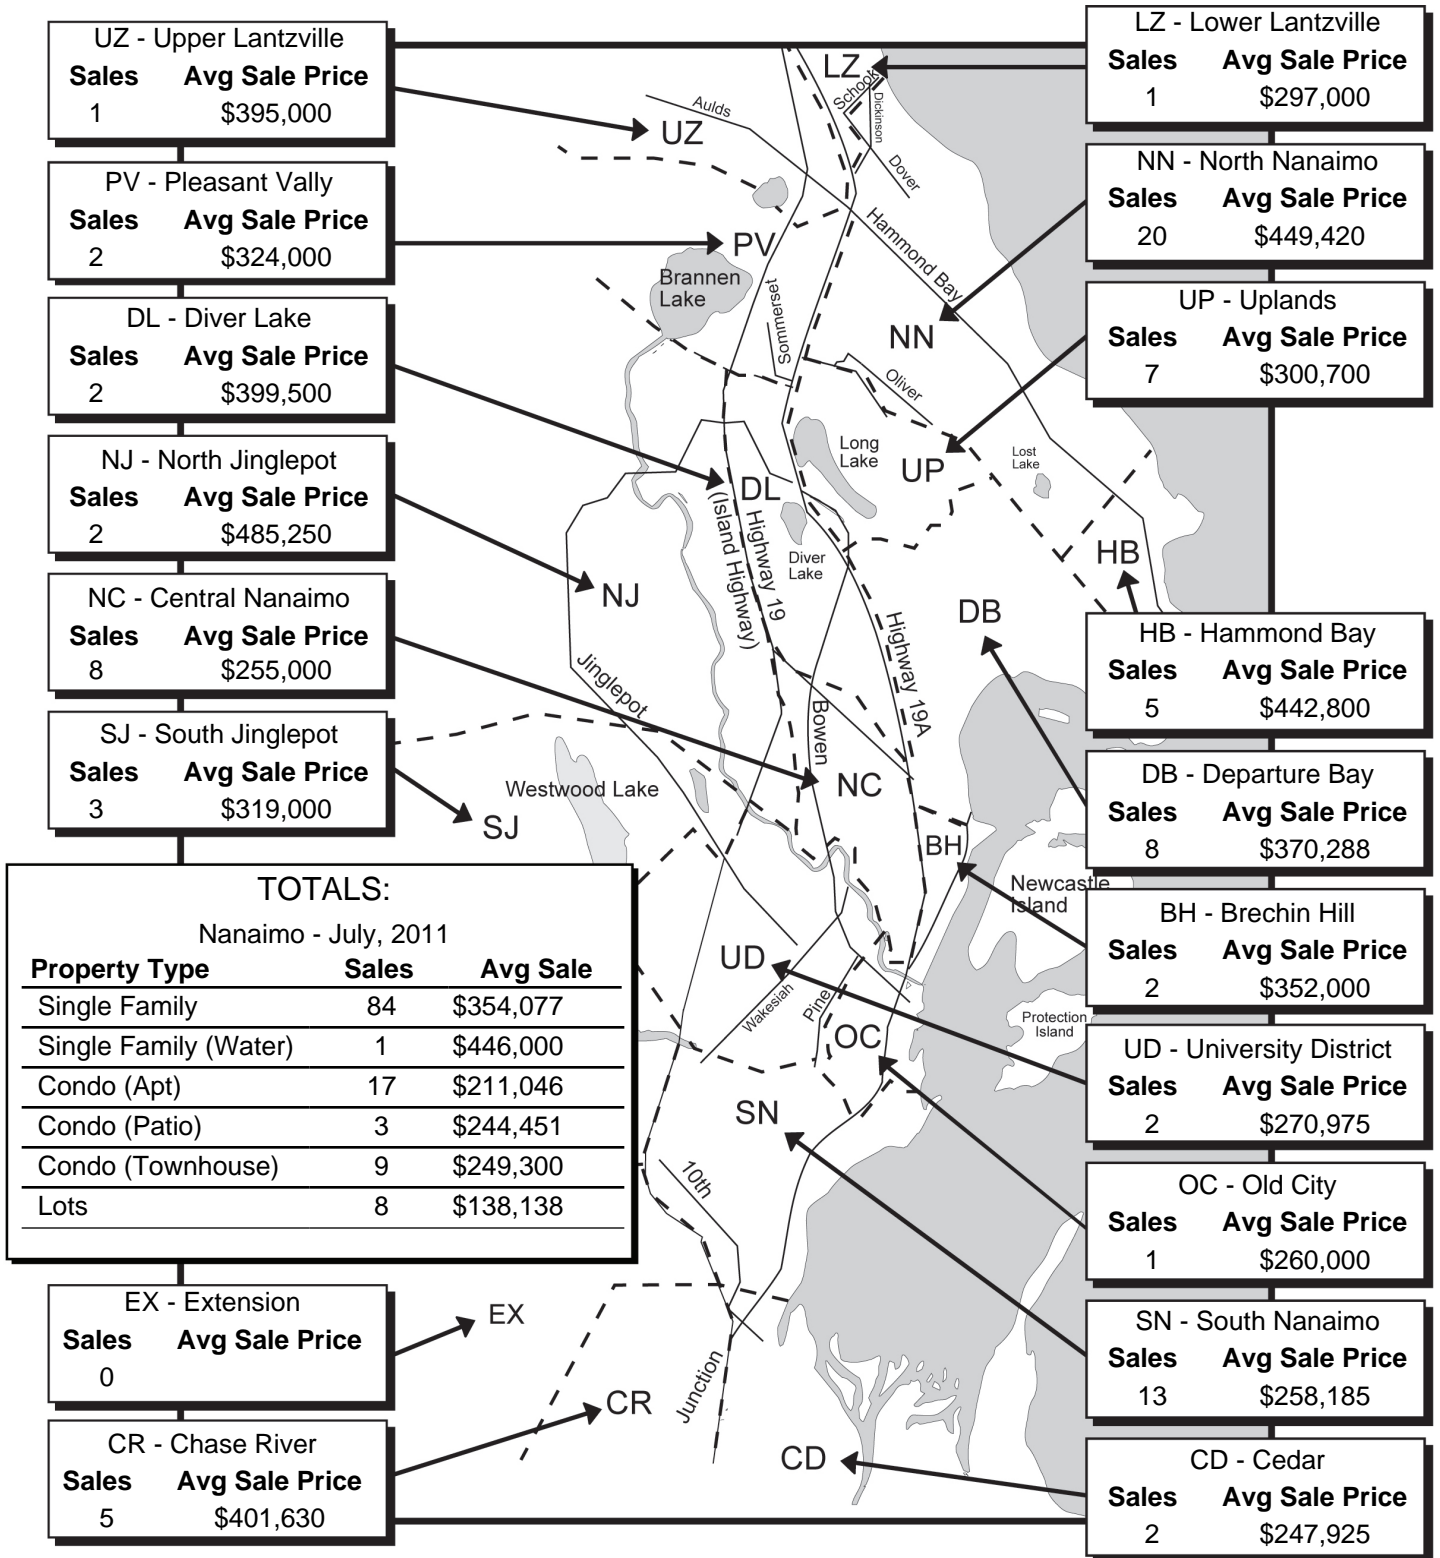 UZ - Upper Lantzville
Sales Avg Sale Price
1 $395,000
PV - Pleasant Vally
Sales Avg Sale Price
2 $324,000
DL - Diver Lake
Sales Avg Sale Price
2 $399,500
NJ - North Jinglepot
Sales Avg Sale Price
2 $485,250
NC - Central Nanaimo
Sales Avg Sale Price
8 $255,000
SJ - South Jinglepot
Sales Avg Sale Price
3 $319,000
TOTALS:
Nanaimo - July, 2011
Property Type Sales Avg Sale
Single Family 84 $354,077
Single Family (Water) 1 $446,000
Condo (Apt) 17 $211,046
Condo (Patio) 3 $244,451
Condo (Townhouse) 9 $249,300
Lots 8 $138,138
EX - Extension
Sales Avg Sale Price
0
CR - Chase River
Sales Avg Sale Price
5 $401,630
LZ
Schook
Dickinson
Aulds
UZ
Dover
PV
Hammond Bay
Brannen
Lake
Sommerset
NN
Oliver
Long
Lake
UP
Lost
Lake
DL
Highway 19
(Island Highway)
Diver
Lake
HB
NJ
DB
Highway 19A
Jinglepot
Bowen
NC
Westwood Lake
SJ
BH
Newcastle
Island
UD
Wakesiah
Pine
OC
Protection
Island
SN
10th
EX
Junction
CR
CD
LZ - Lower Lantzville
Sales Avg Sale Price
1 $297,000
NN - North Nanaimo
Sales Avg Sale Price
20 $449,420
UP - Uplands
Sales Avg Sale Price
7 $300,700
HB - Hammond Bay
Sales Avg Sale Price
5 $442,800
DB - Departure Bay
Sales Avg Sale Price
8 $370,288
BH - Brechin Hill
Sales Avg Sale Price
2 $352,000
UD - University District
Sales Avg Sale Price
2 $270,975
OC - Old City
Sales Avg Sale Price
1 $260,000
SN - South Nanaimo
Sales Avg Sale Price
13 $258,185
CD - Cedar
Sales Avg Sale Price
2 $247,925